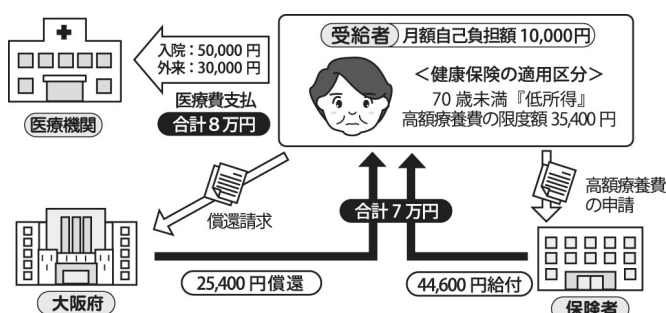 入院：50,000 円
外来：30,000 円
医療費支払
合計8万円
医療機関
受給者 月額自己負担額 10,000円
＜健康保険の適用区分＞
70 歳未満『低所得』
高額療養費の限度額 35,400 円
償還請求
合計7万円
高額療養費
の申請
25,400 円償還
44,600 円給付
大阪府
保険者